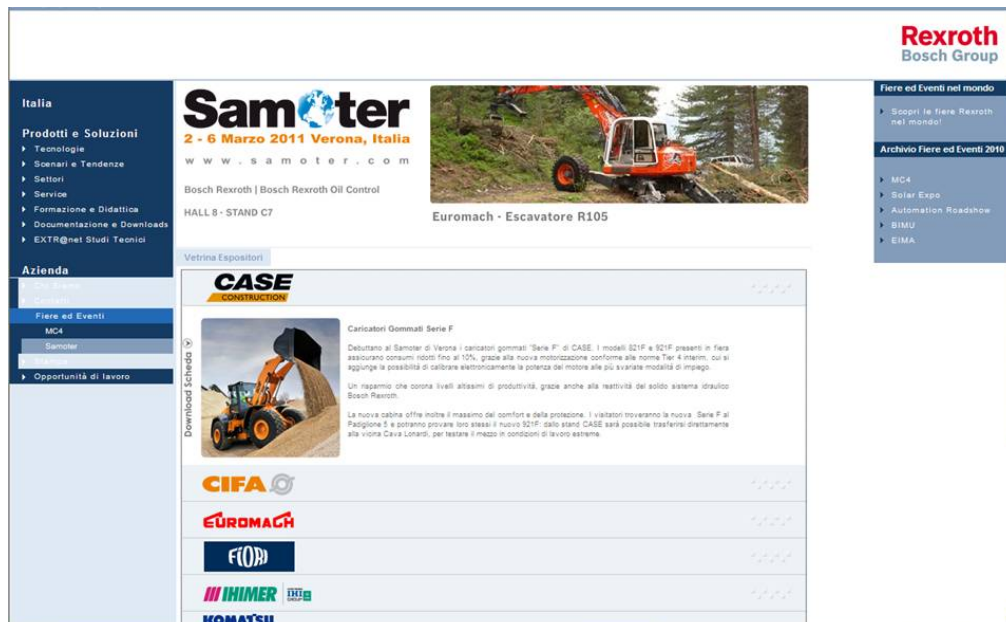 Rexroth
Bosch Group
Italia
Prodotti e Soluzioni
Tecnologie
Scenari e Tendenze
Settori
Service
Formazione e Didattica
Documentazione e Downloads
EXTR@net Studi Tecnici
Azienda
Chi Siamo
Contatti
Fiere ed Eventi
MC4
Samoter
Stampa
Opportunità di lavoro
Samoter
2 - 6 Marzo 2011 Verona, Italia
www.samoter.com
Bosch Rexroth | Bosch Rexroth Oil Control
HALL 8 - STAND C7
Euromach - Escavatore R105
Vetrina Espositori
CASE
CONSTRUCTION
Download Scheda
Caricatori Gommati Serie F
Debuttano al Samoter di Verona i caricatori gommati "Serie F" di CASE. I modelli 821F e 921F presenti in fiera
assicurano consumi ridotti fino al 10%, grazie alla nuova motorizzazione conforme alle norme Tier 4 interim, cui si
aggiunge la possibilità di calibrare elettronicamente la potenza del motore alle più svariate modalità di impiego.
Un risparmio che corona livelli altissimi di produttività, grazie anche alla reattività del solido sistema idraulico
Bosch Rexroth.
La nuova cabina offre inoltre il massimo del comfort e della protezione. I visitatori troveranno la nuova Serie F al
Padiglione 5 e potranno provare loro stessi il nuovo 921F: dallo stand CASE sarà possibile trasferirsi direttamente
alla vicina Cava Lonardi, per testare il mezzo in condizioni di lavoro estreme.
CIFA
EUROMACH
FIORI
IHIMER IHI
GROUP
KOMATSU
Fiere ed Eventi nel mondo
Scopri le fiere Rexroth
nel mondo!
Archivio Fiere ed Eventi 2010
MC4
Solar Expo
Automation Roadshow
BIMU
EIMA